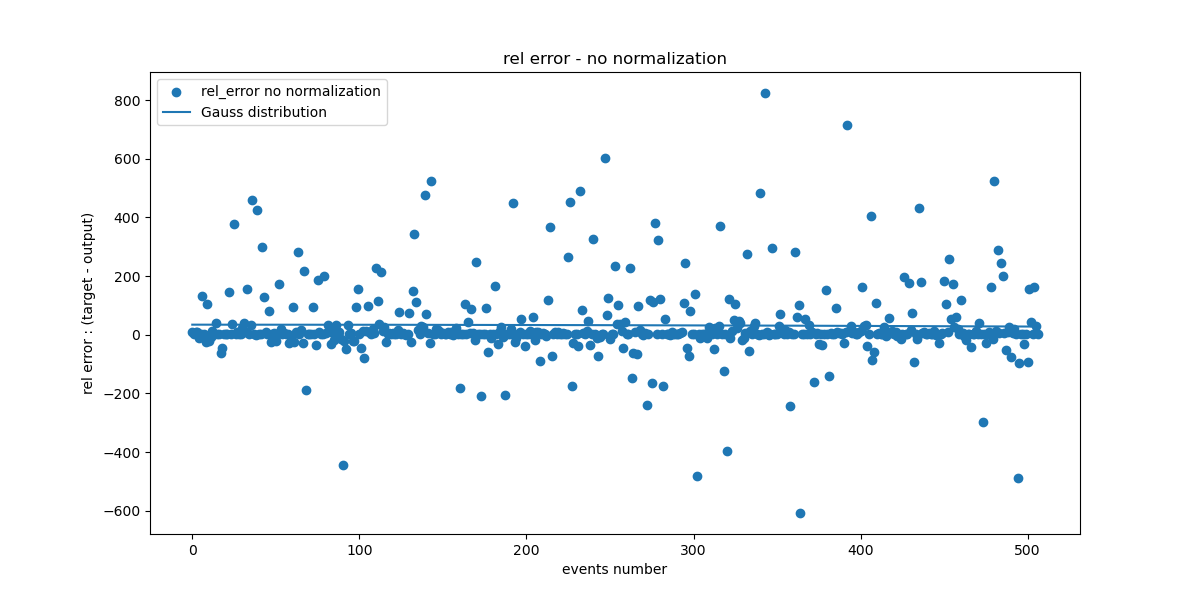 rel error - no normalization
rel_error no normalization
Gauss distribution
rel error : (target - output)
800
600
400
200
0
−200
−400
−600
0 100 200 300 400 500
events number